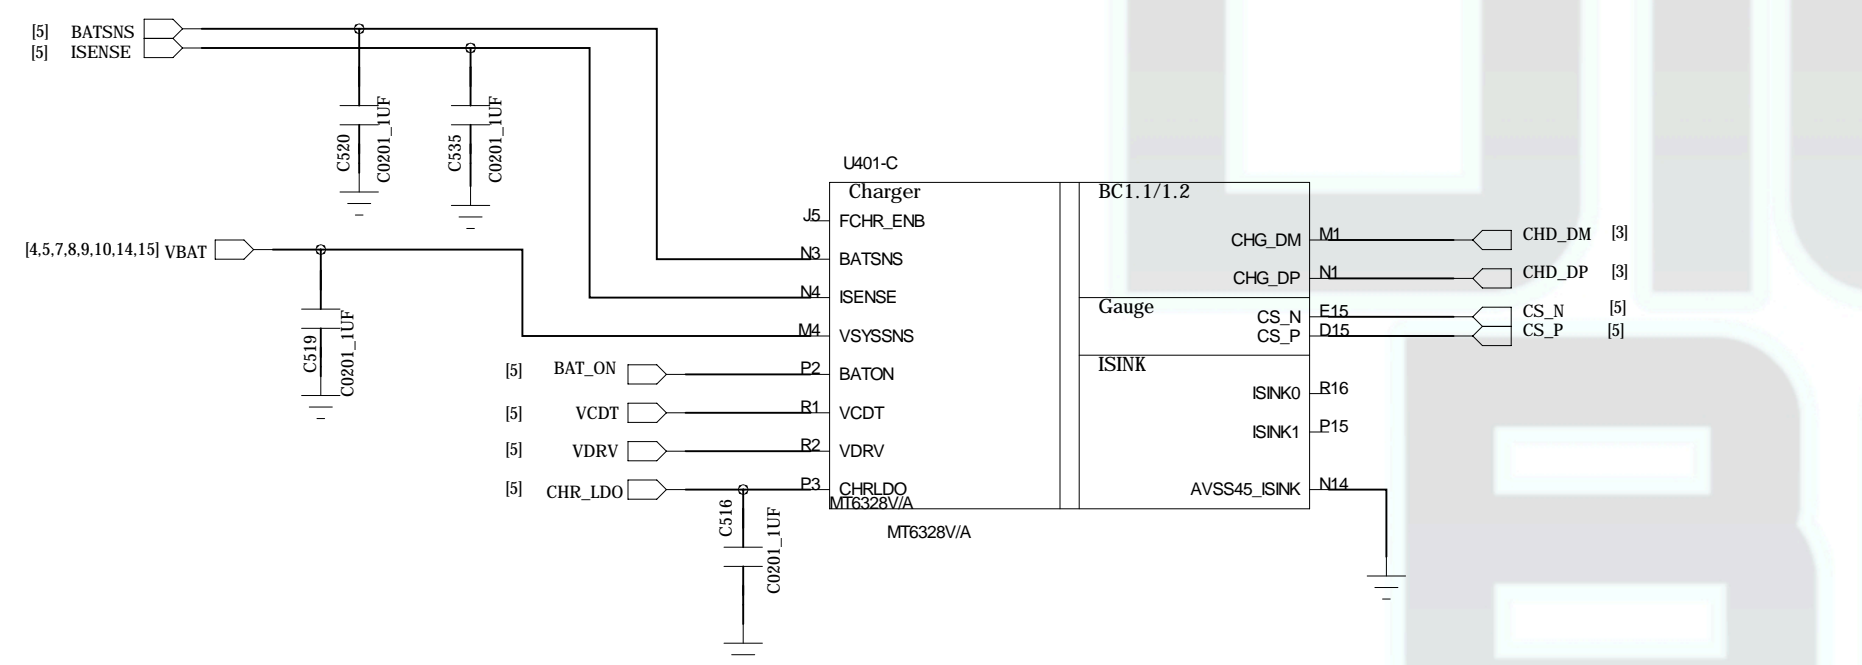 [5] BATSNS
[5] ISENSE
C520
C0201_1UF
C535
C0201_1UF
U401-C
Charger
BC1.1/1.2
J5 FCHR_ENB
CHG_DM M1 CHD_DM [3]
[4,5,7,8,9,10,14,15] VBAT
N3 BATSNS
CHG_DP N1 CHD_DP [3]
N4 ISENSE
Gauge
CS_N E15 CS_N [5]
C519
C0201_1UF
M4 VSYSSNS
CS_P D15 CS_P [5]
ISINK
[5] BAT_ON P2 BATON
ISINK0 R16
[5] VCDT R1 VCDT
ISINK1 P15
[5] VDRV R2 VDRV
[5] CHR_LDO P3 CHRLDO
AVSS45_ISINK N14
MT6328V/A
C516
C0201_1UF
MT6328V/A